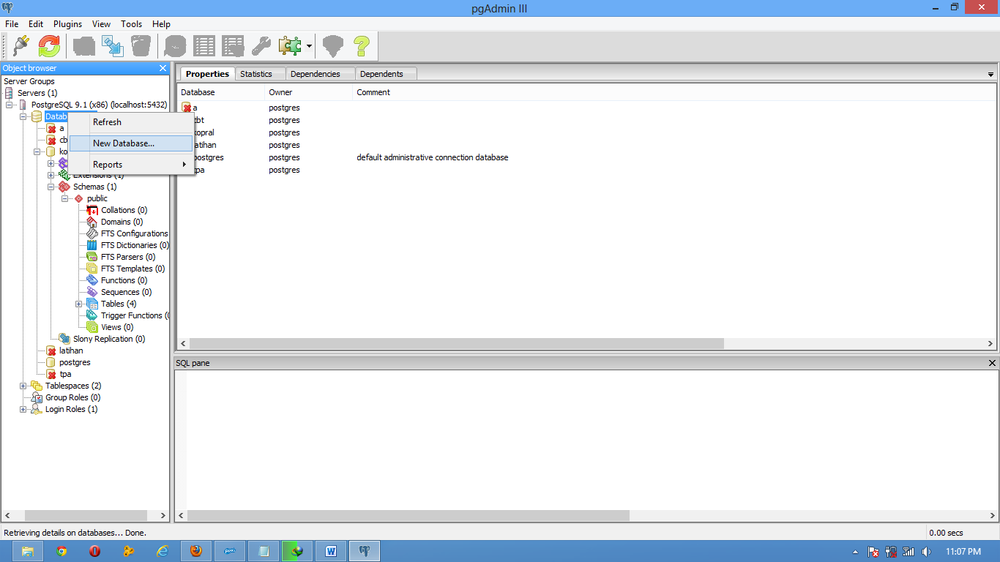 pgAdmin III
File Edit Plugins View Tools Help
Object browser
Server Groups
Servers (1)
PostgreSQL 9.1 (x86) (localhost:5432)
Datab
a
cb
ko
Extensions (1)
Schemas (1)
public
Collations (0)
Domains (0)
FTS Configurations
FTS Dictionaries (0)
FTS Parsers (0)
FTS Templates (0)
Functions (0)
Sequences (0)
Tables (4)
Trigger Functions (
Views (0)
Slony Replication (0)
latihan
postgres
tpa
Tablespaces (2)
Group Roles (0)
Login Roles (1)
Refresh
New Database...
Reports
Properties Statistics Dependencies Dependents
Database Owner Comment
a postgres
cbt postgres
kopral postgres
latihan postgres
postgres postgres default administrative connection database
tpa postgres
SQL pane
Retrieving details on databases... Done. 0.00 secs
11:07 PM